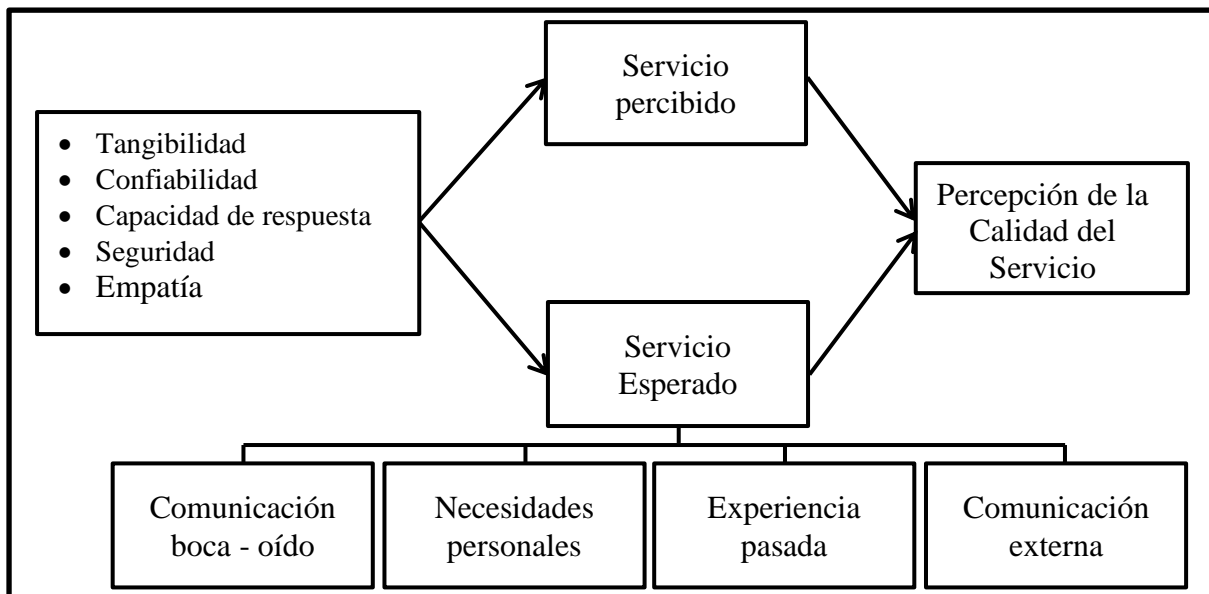 Servicio
percibido
• Tangibilidad
• Confiabilidad
• Capacidad de respuesta
• Seguridad
• Empatía
Percepción de la
Calidad del
Servicio
Servicio
Esperado
Comunicación
boca - oído
Necesidades
personales
Experiencia
pasada
Comunicación
externa